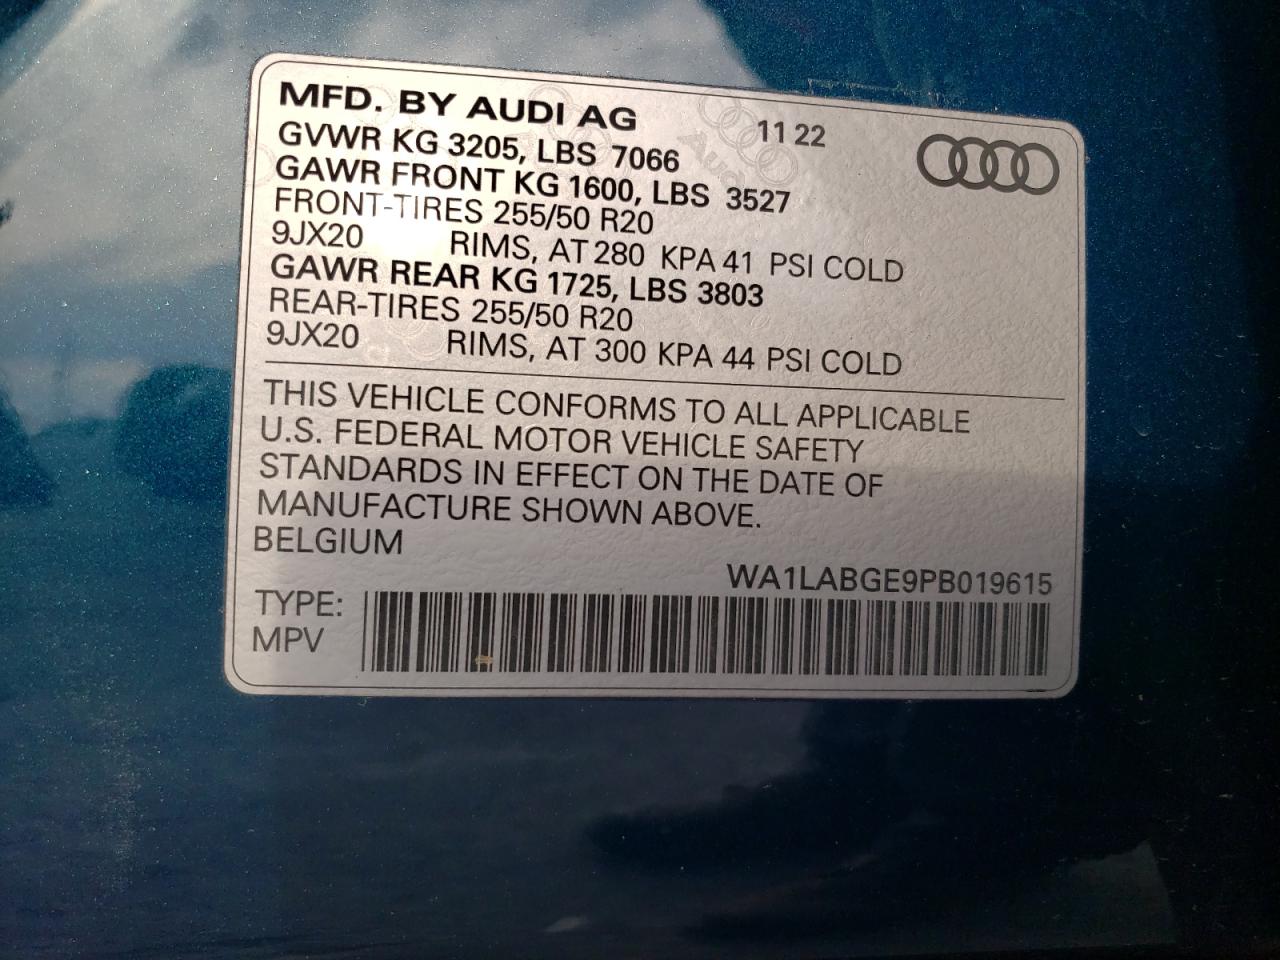 MFD. BY AUDI AG 11 22
GVWR KG 3205, LBS 7066
GAWR FRONT KG 1600, LBS 3527
FRONT-TIRES 255/50 R20
9JX20 RIMS, AT 280 KPA 41 PSI COLD
GAWR REAR KG 1725, LBS 3803
REAR-TIRES 255/50 R20
9JX20 RIMS, AT 300 KPA 44 PSI COLD
THIS VEHICLE CONFORMS TO ALL APPLICABLE
U.S. FEDERAL MOTOR VEHICLE SAFETY
STANDARDS IN EFFECT ON THE DATE OF
MANUFACTURE SHOWN ABOVE.
BELGIUM
WA1LABGE9PB019615
TYPE:
MPV